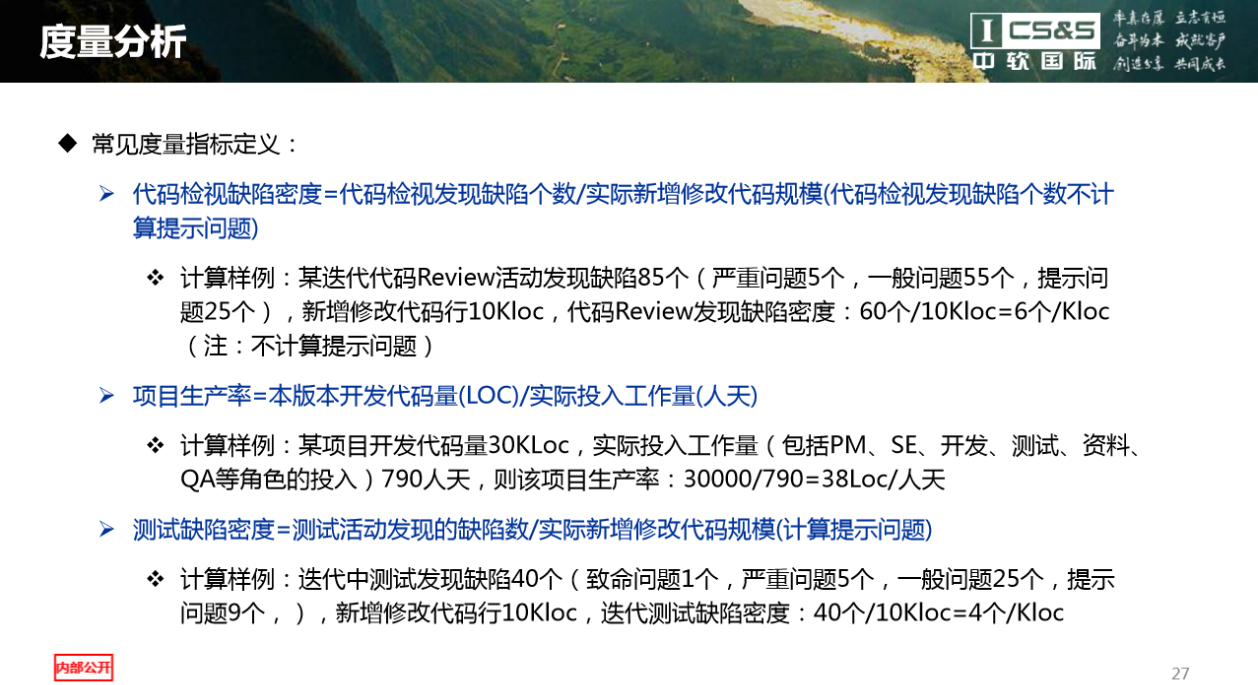 度量分析
I CS&S
中软国际
率真存厚 立志有恒
奋斗为本 成就客户
创造分享 共同成长
◆ 常见度量指标定义：
➢ 代码检视缺陷密度=代码检视发现缺陷个数/实际新增修改代码规模(代码检视发现缺陷个数不计
算提示问题)
❖ 计算样例：某迭代代码Review活动发现缺陷85个（严重问题5个，一般问题55个，提示问
题25个），新增修改代码行10Kloc，代码Review发现缺陷密度：60个/10Kloc=6个/Kloc
（注：不计算提示问题）
➢ 项目生产率=本版本开发代码量(LOC)/实际投入工作量(人天)
❖ 计算样例：某项目开发代码量30KLoc，实际投入工作量（包括PM、SE、开发、测试、资料、
QA等角色的投入）790人天，则该项目生产率：30000/790=38Loc/人天
➢ 测试缺陷密度=测试活动发现的缺陷数/实际新增修改代码规模(计算提示问题)
❖ 计算样例：迭代中测试发现缺陷40个（致命问题1个，严重问题5个，一般问题25个，提示
问题9个，），新增修改代码行10Kloc，迭代测试缺陷密度：40个/10Kloc=4个/Kloc
内部公开
27